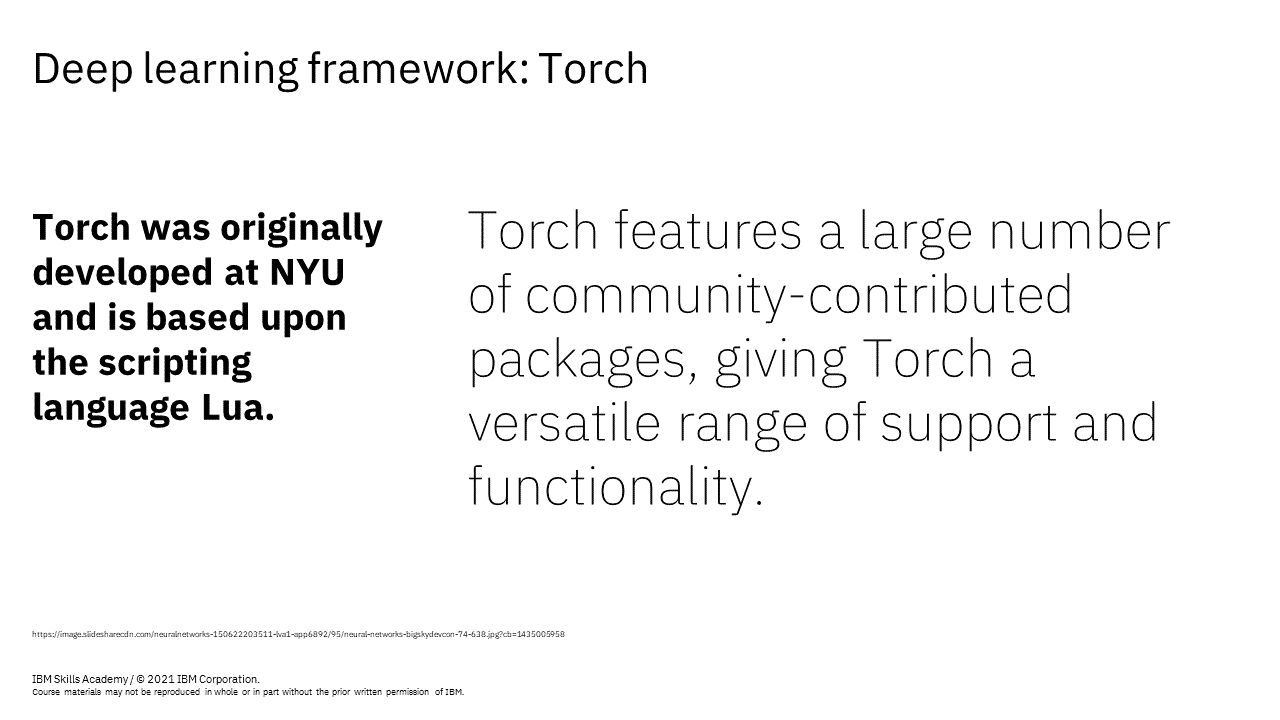 Deep learning framework: Torch
Torch was originally
developed at NYU
and is based upon
the scripting
language Lua.
Torch features a large number
of community-contributed
packages, giving Torch a
versatile range of support and
functionality.
https://image.slidesharecdn.com/neuralnetworks-150622203511-lva1-app6892/95/neural-networks-bigskydevcon-74-638.jpg?cb=1435005958
IBM Skills Academy / © 2021 IBM Corporation.
Course materials may not be reproduced in whole or in part without the prior written permission of IBM.